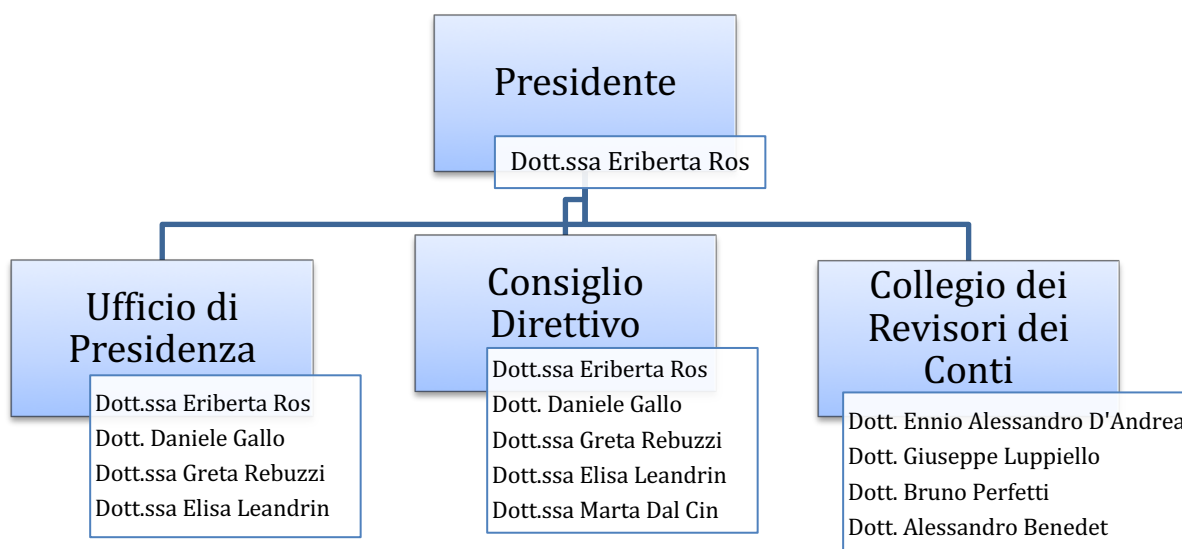 Presidente
Dott.ssa Eriberta Ros
Ufficio di
Presidenza
Dott.ssa Eriberta Ros
Dott. Daniele Gallo
Dott.ssa Greta Rebuzzi
Dott.ssa Elisa Leandrin
Consiglio
Direttivo
Dott.ssa Eriberta Ros
Dott. Daniele Gallo
Dott.ssa Greta Rebuzzi
Dott.ssa Elisa Leandrin
Dott.ssa Marta Dal Cin
Collegio dei
Revisori dei
Conti
Dott. Ennio Alessandro D'Andrea
Dott. Giuseppe Luppiello
Dott. Bruno Perfetti
Dott. Alessandro Benedet